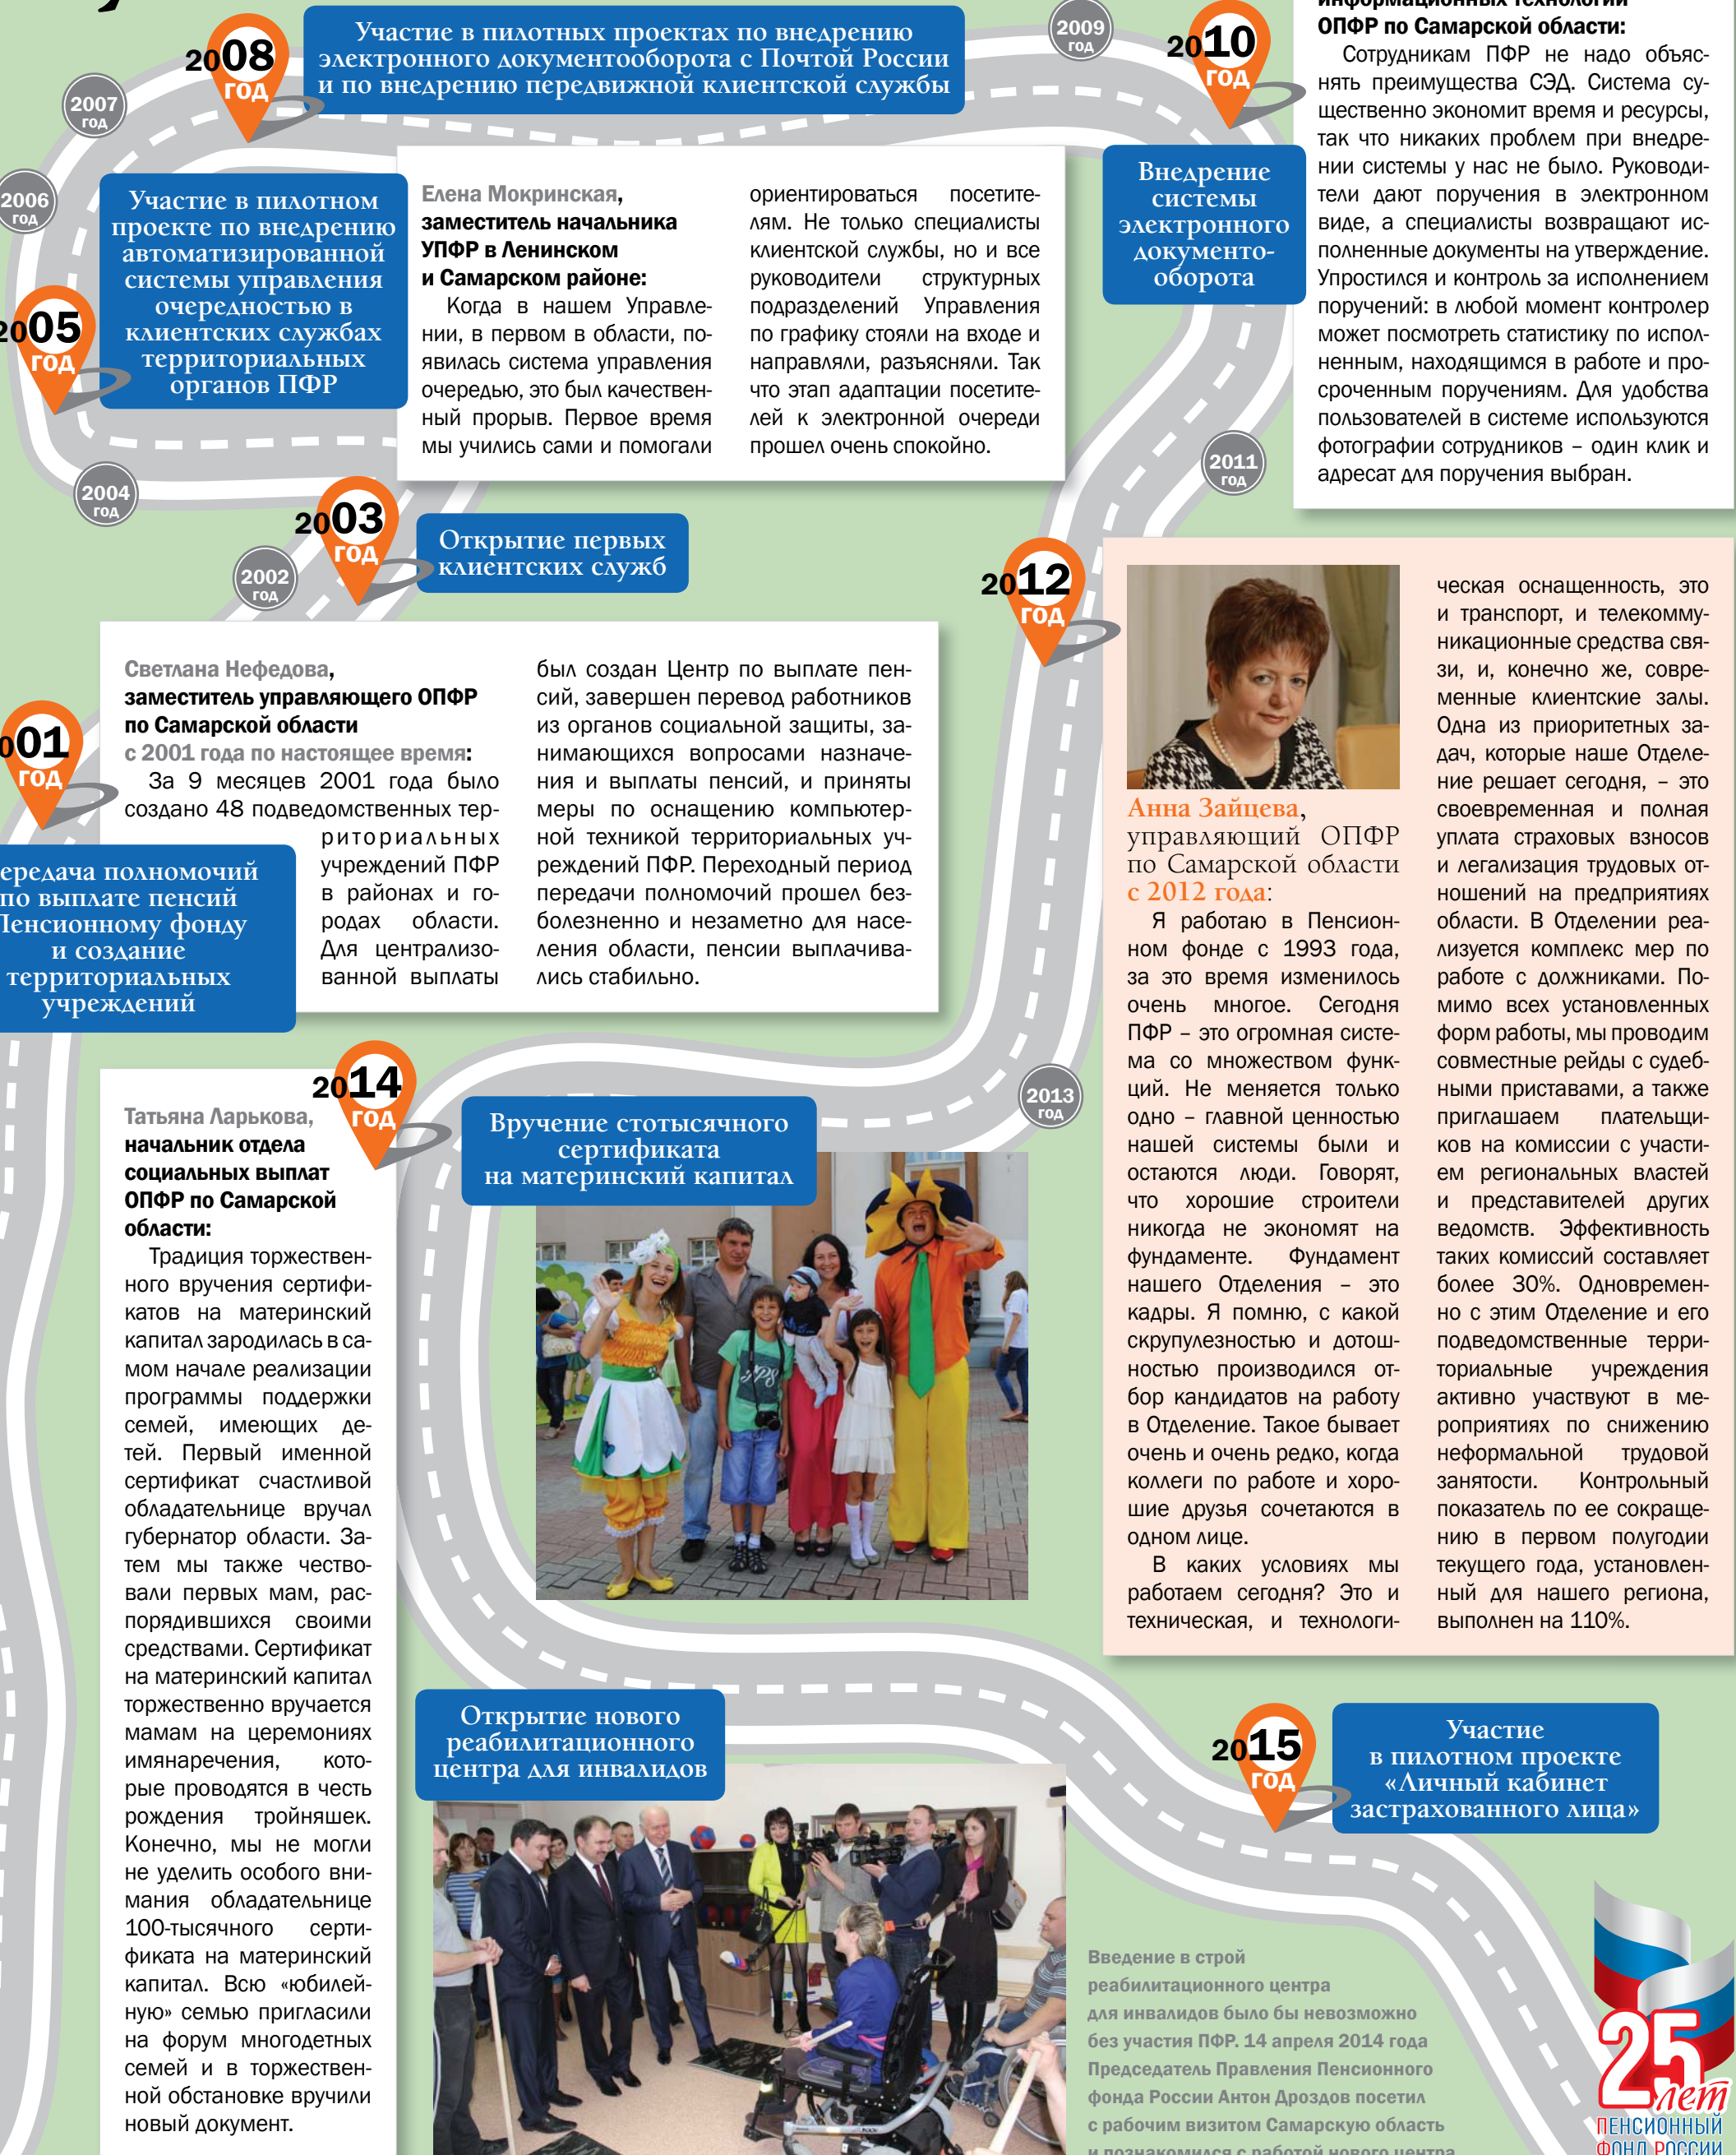 информационных технологий
ОПФР по Самарской области:
Сотрудникам ПФР не надо объяс-
нять преимущества СЭД. Система су-
щественно экономит время и ресурсы,
так что никаких проблем при внедре-
нии системы у нас не было. Руководи-
тели дают поручения в электронном
виде, а специалисты возвращают ис-
полненные документы на утверждение.
Упростился и контроль за исполнением
поручений: в любой момент контролер
может посмотреть статистику по испол-
ненным, находящимся в работе и про-
сроченным поручениям. Для удобства
пользователей в системе используются
фотографии сотрудников – один клик и
адресат для поручения выбран.
2010
год
Внедрение
системы
электронного
документо-
оборота
2009
год
2008
год
Участие в пилотных проектах по внедрению
электронного документооборота с Почтой России
и по внедрению передвижной клиентской службы
2007
год
2006
год
2005
год
Участие в пилотном
проекте по внедрению
автоматизированной
системы управления
очередностью в
клиентских службах
территориальных
органов ПФР
Елена Мокринская,
заместитель начальника
УПФР в Ленинском
и Самарском районе:
Когда в нашем Управле-
нии, в первом в области, по-
явилась система управления
очередью, это был качествен-
ный прорыв. Первое время
мы учились сами и помогали
ориентироваться посетите-
лям. Не только специалисты
клиентской службы, но и все
руководители структурных
подразделений Управления
по графику стояли на входе и
направляли, разъясняли. Так
что этап адаптации посетите-
лей к электронной очереди
прошел очень спокойно.
2011
год
2004
год
2003
год
Открытие первых
клиентских служб
2002
год
01
год
ередача полномочий
по выплате пенсий
Пенсионному фонду
и создание
территориальных
учреждений
Светлана Нефедова,
заместитель управляющего ОПФР
по Самарской области
с 2001 года по настоящее время:
За 9 месяцев 2001 года было
создано 48 подведомственных тер-
риториальных
учреждений ПФР
в районах и го-
родах области.
Для централизо-
ванной выплаты
был создан Центр по выплате пен-
сий, завершен перевод работников
из органов социальной защиты, за-
нимающихся вопросами назначе-
ния и выплаты пенсий, и приняты
меры по оснащению компьютер-
ной техникой территориальных уч-
реждений ПФР. Переходный период
передачи полномочий прошел без-
болезненно и незаметно для насе-
ления области, пенсии выплачива-
лись стабильно.
2012
год
Анна Зайцева,
управляющий ОПФР
по Самарской области
с 2012 года:
Я работаю в Пенсион-
ном фонде с 1993 года,
за это время изменилось
очень многое. Сегодня
ПФР – это огромная систе-
ма со множеством функ-
ций. Не меняется только
одно – главной ценностью
нашей системы были и
остаются люди. Говорят,
что хорошие строители
никогда не экономят на
фундаменте. Фундамент
нашего Отделения – это
кадры. Я помню, с какой
скрупулезностью и дотош-
ностью производился от-
бор кандидатов на работу
в Отделение. Такое бывает
очень и очень редко, когда
коллеги по работе и хоро-
шие друзья сочетаются в
одном лице.
В каких условиях мы
работаем сегодня? Это и
техническая, и технологи-
ческая оснащенность, это
и транспорт, и телекомму-
никационные средства свя-
зи, и, конечно же, совре-
менные клиентские залы.
Одна из приоритетных за-
дач, которые наше Отделе-
ние решает сегодня, – это
своевременная и полная
уплата страховых взносов
и легализация трудовых от-
ношений на предприятиях
области. В Отделении реа-
лизуется комплекс мер по
работе с должниками. По-
мимо всех установленных
форм работы, мы проводим
совместные рейды с судеб-
ными приставами, а также
приглашаем плательщи-
ков на комиссии с участи-
ем региональных властей
и представителей других
ведомств. Эффективность
таких комиссий составляет
более 30%. Одновремен-
но с этим Отделение и его
подведомственные терри-
ториальные учреждения
активно участвуют в ме-
роприятиях по снижению
неформальной трудовой
занятости. Контрольный
показатель по ее сокраще-
нию в первом полугодии
текущего года, установлен-
ный для нашего региона,
выполнен на 110%.
2013
год
2014
год
Татьяна Ларькова,
начальник отдела
социальных выплат
ОПФР по Самарской
области:
Традиция торжествен-
ного вручения сертифи-
катов на материнский
капитал зародилась в са-
мом начале реализации
программы поддержки
семей, имеющих де-
тей. Первый именной
сертификат счастливой
обладательнице вручал
губернатор области. За-
тем мы также чество-
вали первых мам, рас-
порядившихся своими
средствами. Сертификат
на материнский капитал
торжественно вручается
мамам на церемониях
имянаречения, кото-
рые проводятся в честь
рождения тройняшек.
Конечно, мы не могли
не уделить особого вни-
мания обладательнице
100-тысячного серти-
фиката на материнский
капитал. Всю «юбилей-
ную» семью пригласили
на форум многодетных
семей и в торжествен-
ной обстановке вручили
новый документ.
Вручение стотысячного
сертификата
на материнский капитал
Открытие нового
реабилитационного
центра для инвалидов
2015
год
Участие
в пилотном проекте
«Личный кабинет
застрахованного лица»
Введение в строй
реабилитационного центра
для инвалидов было бы невозможно
без участия ПФР. 14 апреля 2014 года
Председатель Правления Пенсионного
фонда России Антон Дроздов посетил
с рабочим визитом Самарскую область
и познакомился с работой нового центра
25
лет
ПЕНСИОННЫЙ
ФОНД РОССИИ